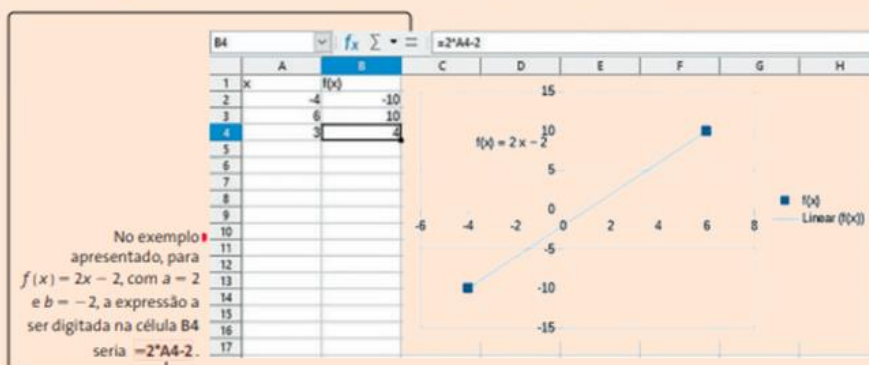 B4 fx Σ = =2*A4-2
A B C D E F G H
1 x f(x)
2 -4 -10
3 6 10
4 3 4
5
6
7
8
9
10
11
12
13
14
15
16
17
15
10
f(x) = 2 x − 2
5
0
-6 -4 -2 0 2 4 6 8
-5
-10
-15
f(x)
Linear (f(x))
No exemplo
apresentado, para
f(x) = 2x − 2, com a = 2
e b = −2, a expressão a
ser digitada na célula B4
seria =2*A4-2.